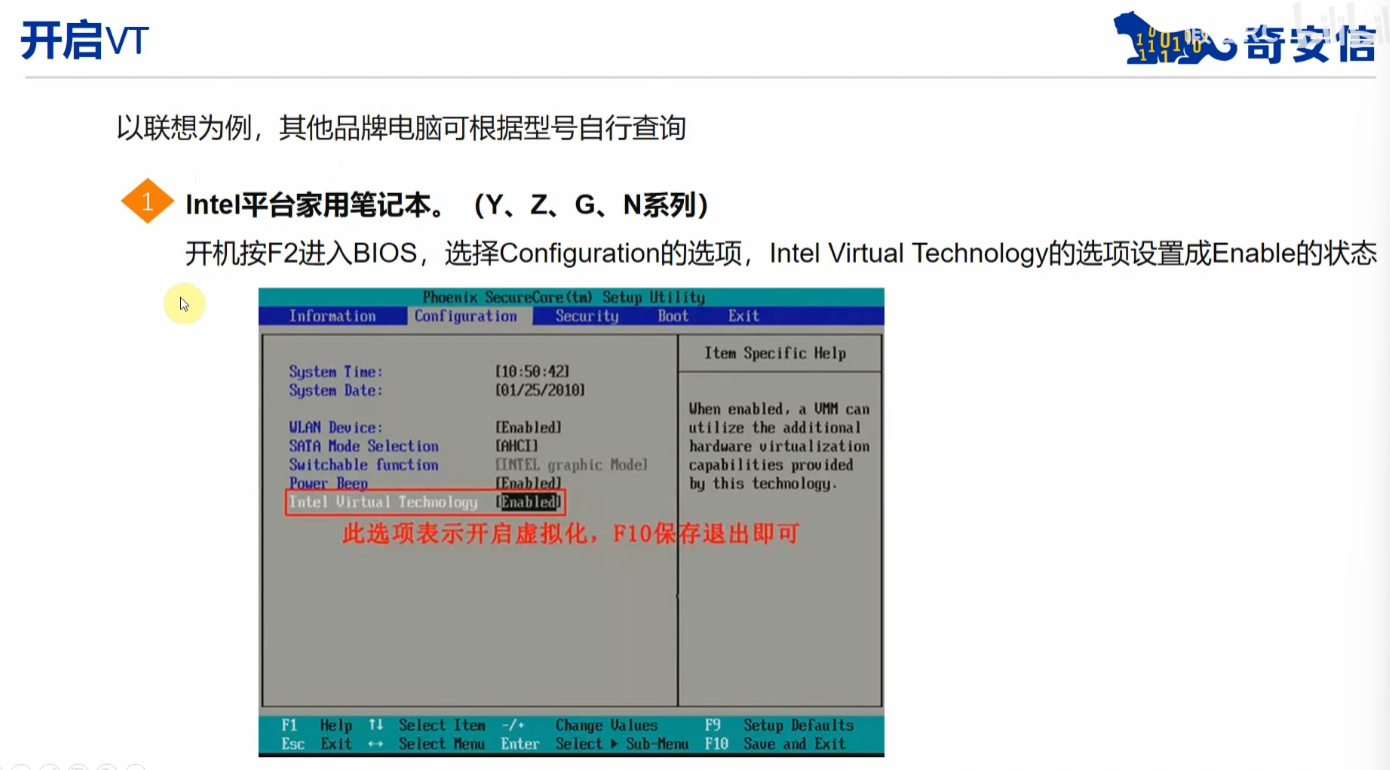 开启VT
奇安信
以联想为例，其他品牌电脑可根据型号自行查询
1
Intel平台家用笔记本。（Y、Z、G、N系列）
开机按F2进入BIOS，选择Configuration的选项，Intel Virtual Technology的选项设置成Enable的状态
Phoenix SecureCore(tm) Setup Utility
Information Configuration Security Boot Exit
Item Specific Help
System Time: [10:50:42]
System Date: [01/25/2010]
WLAN Device: [Enabled]
SATA Mode Selection [AHCI]
Switchable function [INTEL graphic Mode]
Power Beep [Enabled]
Intel Virtual Technology [Enabled]
此选项表示开启虚拟化，F10保存退出即可
When enabled, a VMM can
utilize the additional
hardware virtualization
capabilities provided
by this technology.
F1 Help ↑↓ Select Item -/+ Change Values F9 Setup Defaults
Esc Exit ↔ Select Menu Enter Select ▶ Sub-Menu F10 Save and Exit